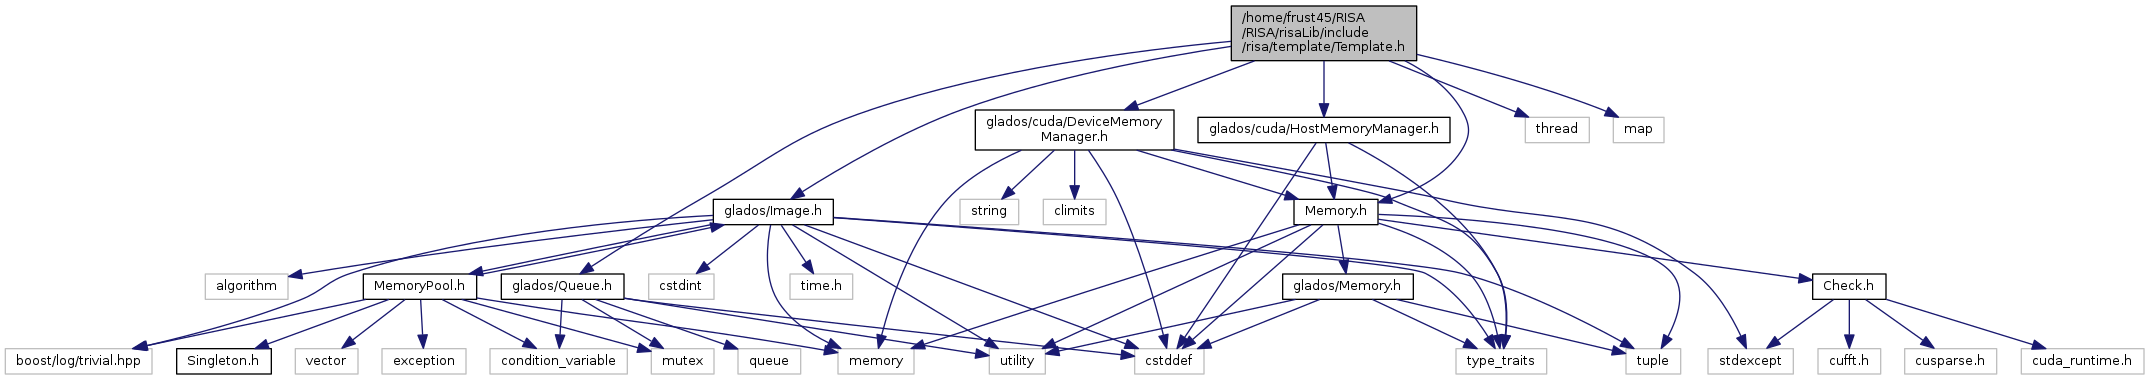 /home/frust45/RISA
/RISA/risaLib/include
/risa/template/Template.h
glados/cuda/DeviceMemory
Manager.h
glados/cuda/HostMemoryManager.h
thread
map
glados/Image.h
string
climits
Memory.h
algorithm
MemoryPool.h
glados/Queue.h
cstdint
time.h
glados/Memory.h
Check.h
boost/log/trivial.hpp
Singleton.h
vector
exception
condition_variable
mutex
queue
memory
utility
cstddef
type_traits
tuple
stdexcept
cufft.h
cusparse.h
cuda_runtime.h